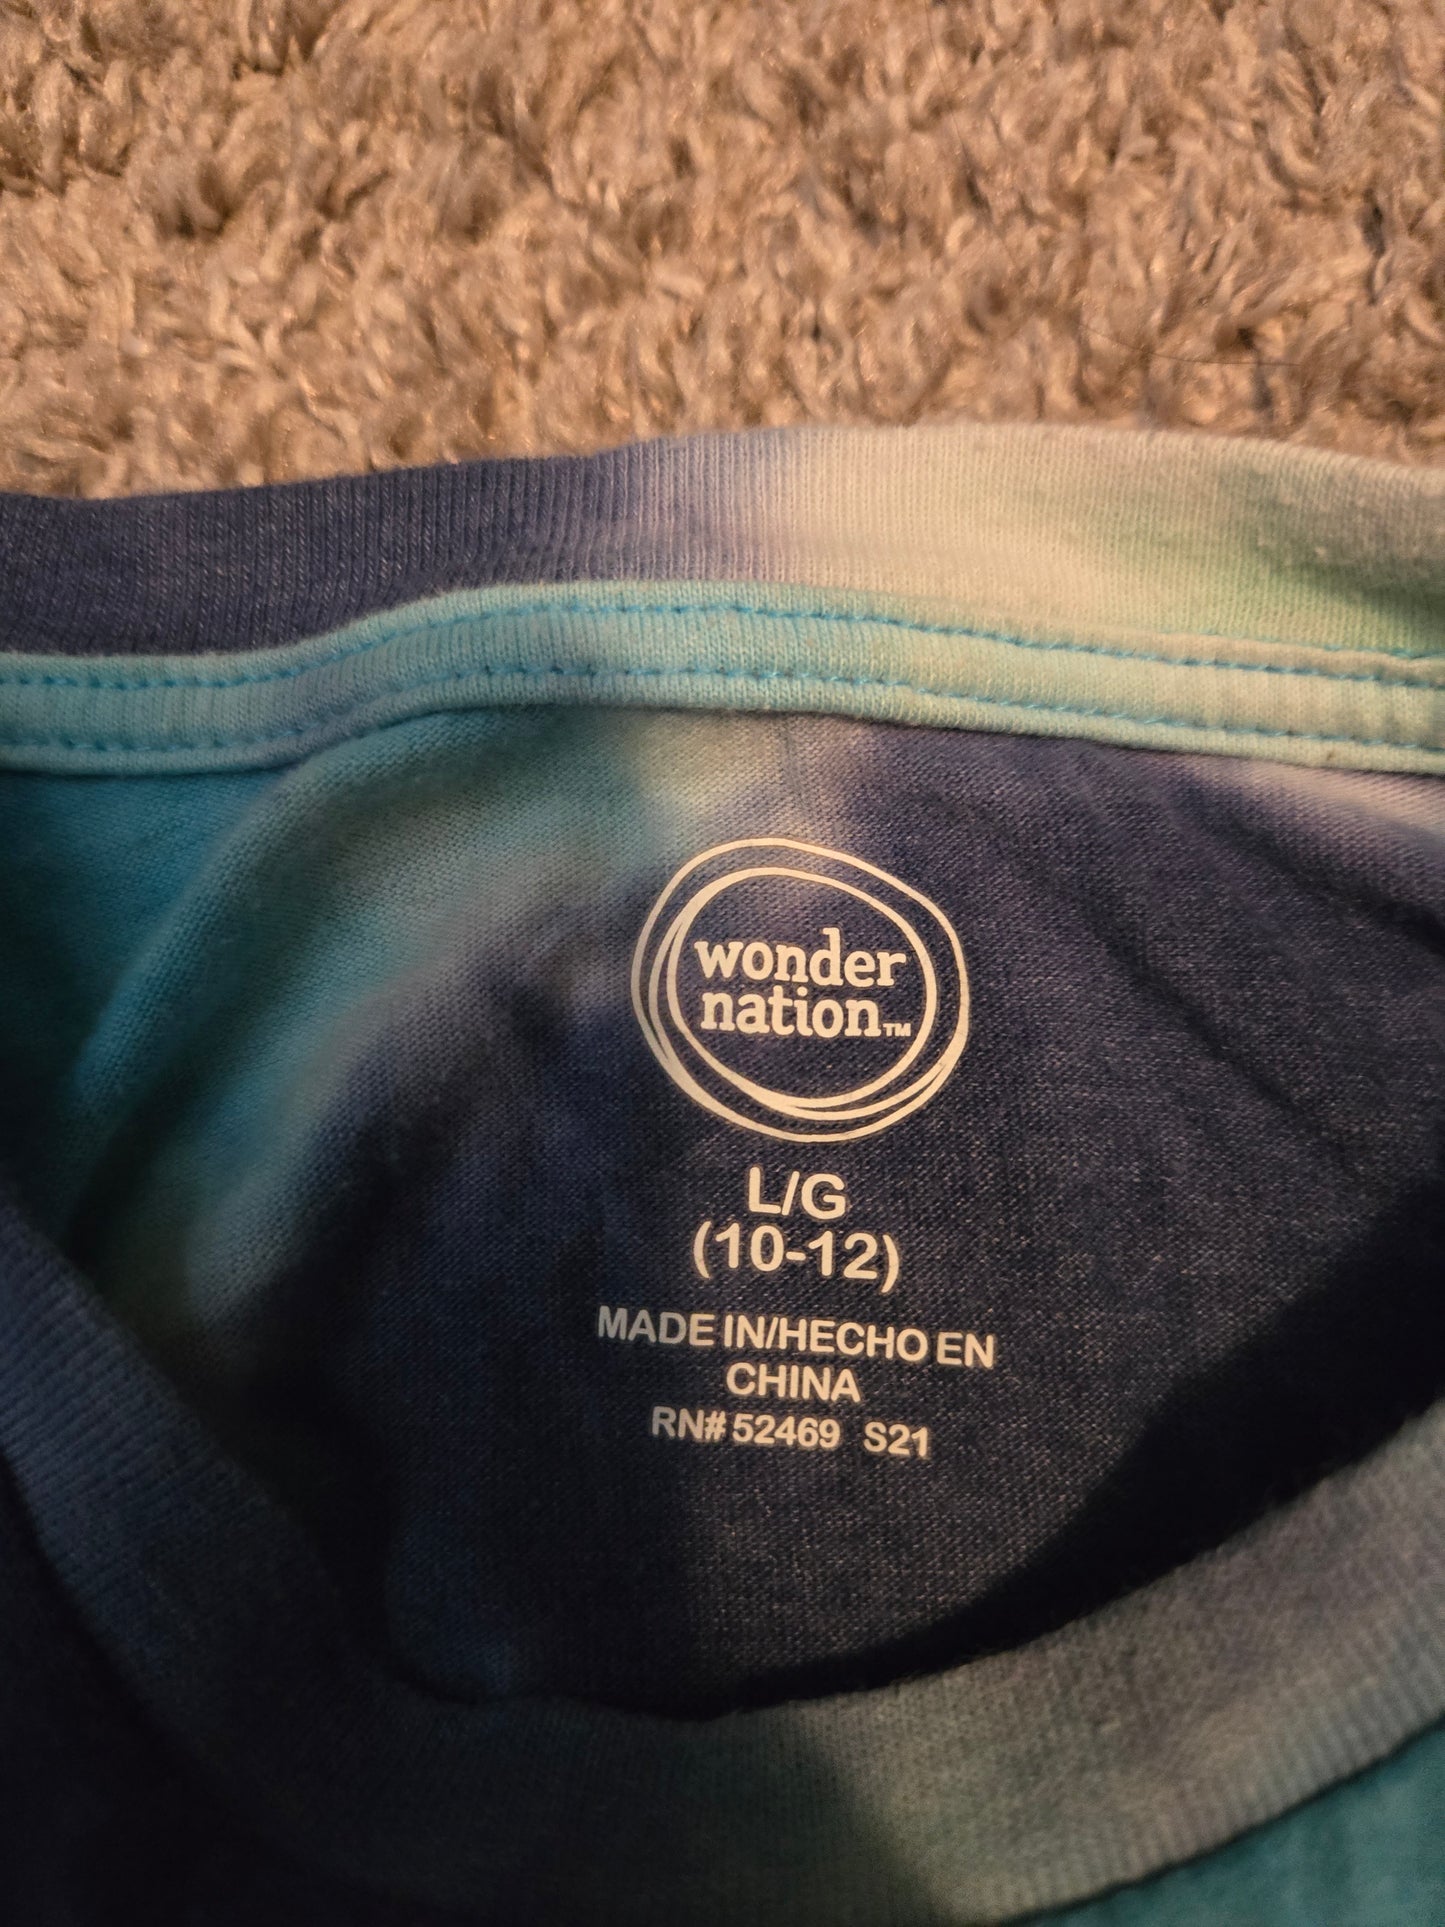 wonder
nation™
L/G
(10-12)
MADE IN/HECHO EN
CHINA
RN# 52469 S21